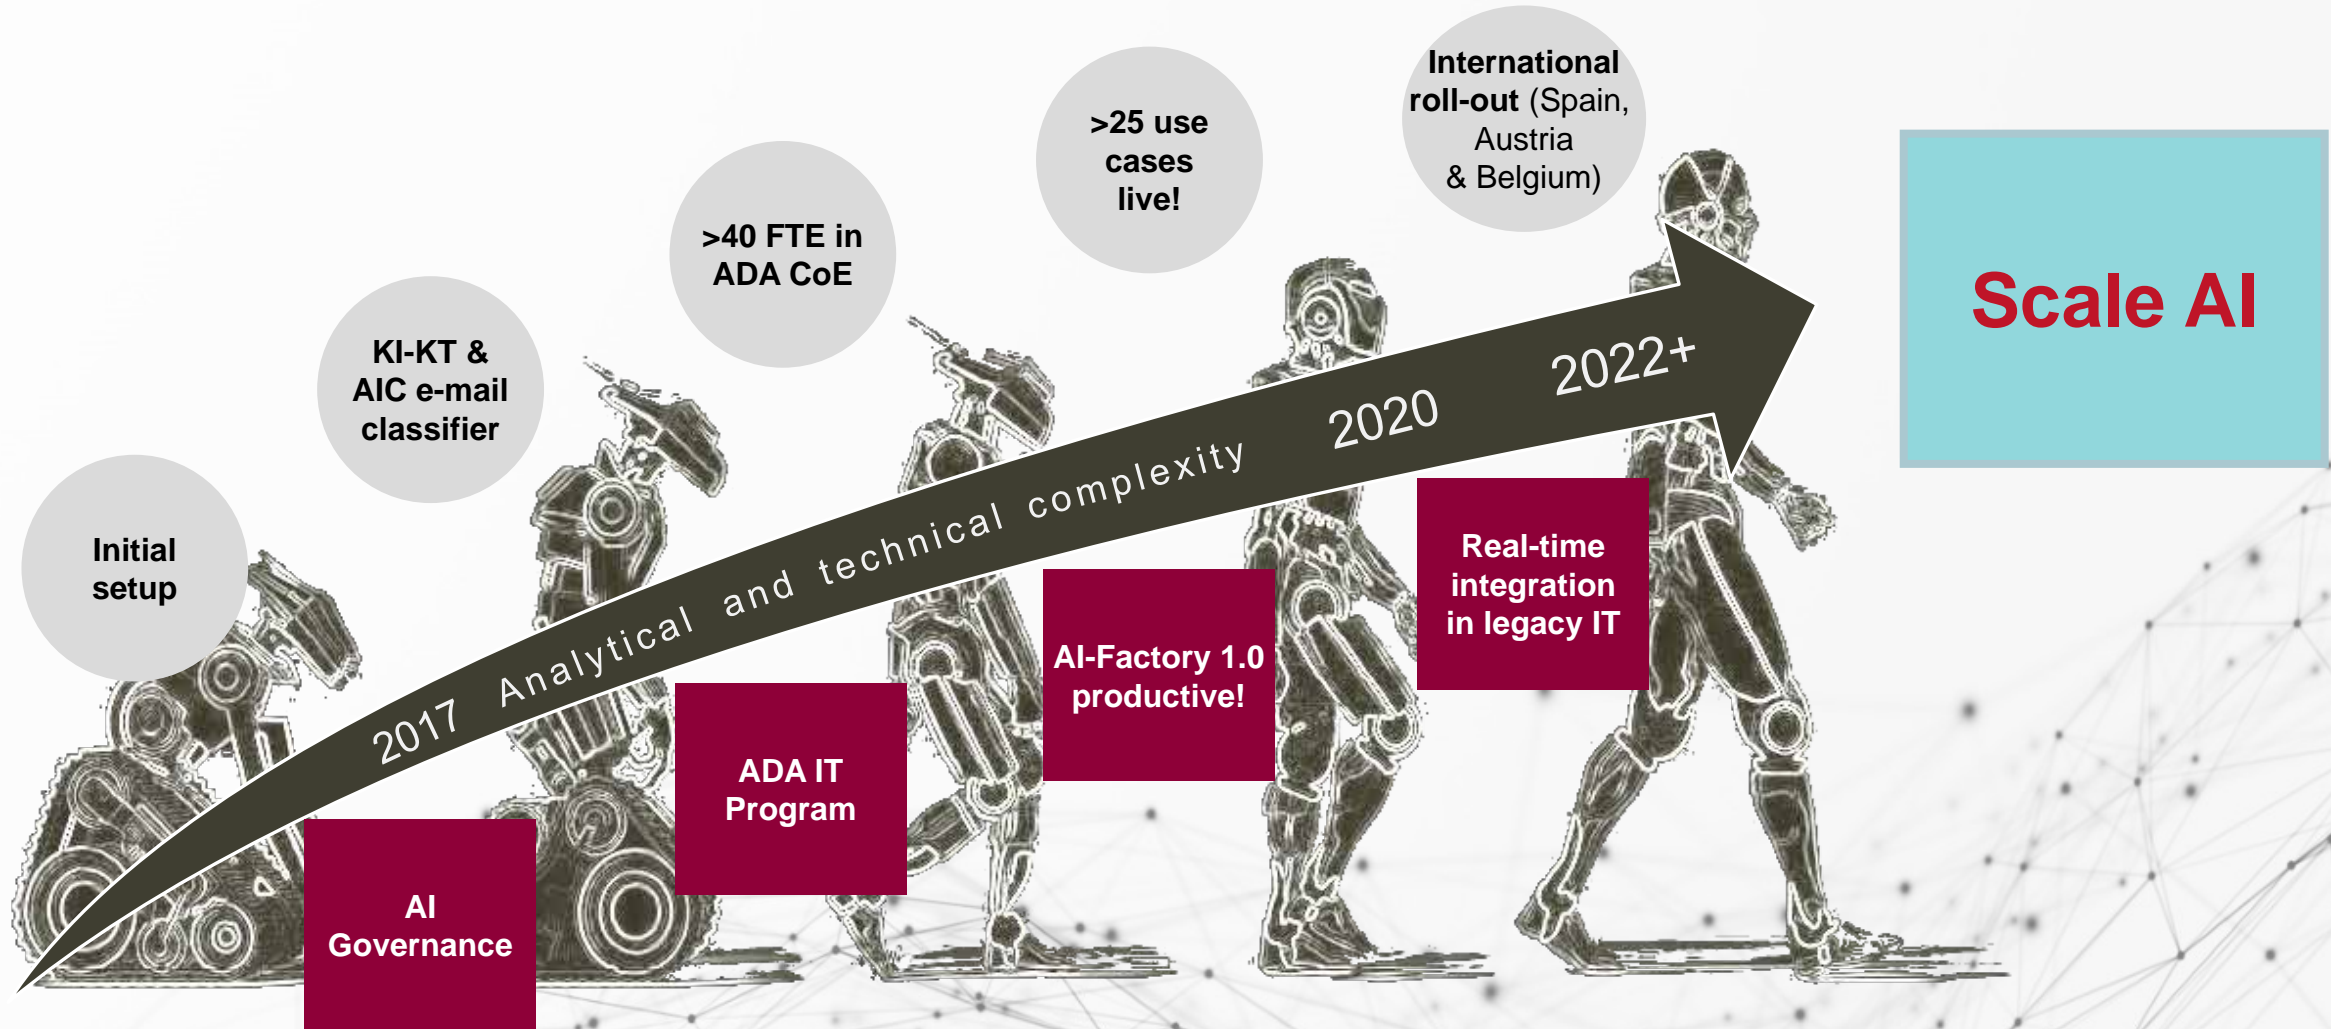 International
roll-out (Spain,
Austria
& Belgium)
>25 use
cases
live!
>40 FTE in
ADA CoE
KI-KT &
AIC e-mail
classifier
Initial
setup
Scale AI
2017 Analytical and technical complexity 2020 2022+
Real-time
integration
in legacy IT
AI-Factory 1.0
productive!
ADA IT
Program
AI
Governance